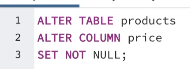 1 ALTER TABLE products
2 ALTER COLUMN price
3 SET NOT NULL;